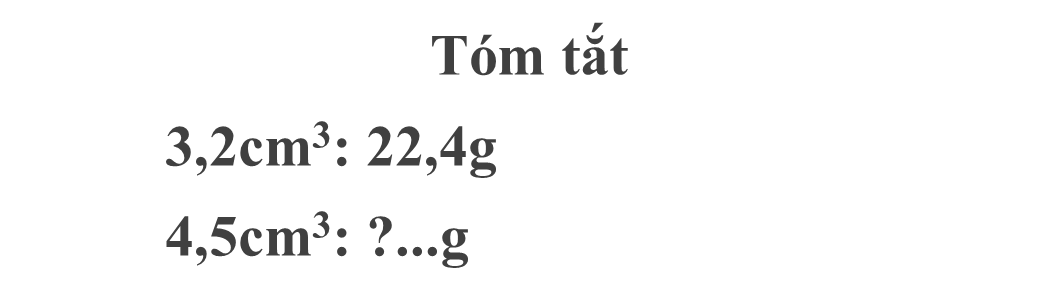 Tóm tắt
3,2cm³: 22,4g
4,5cm³: ?...g